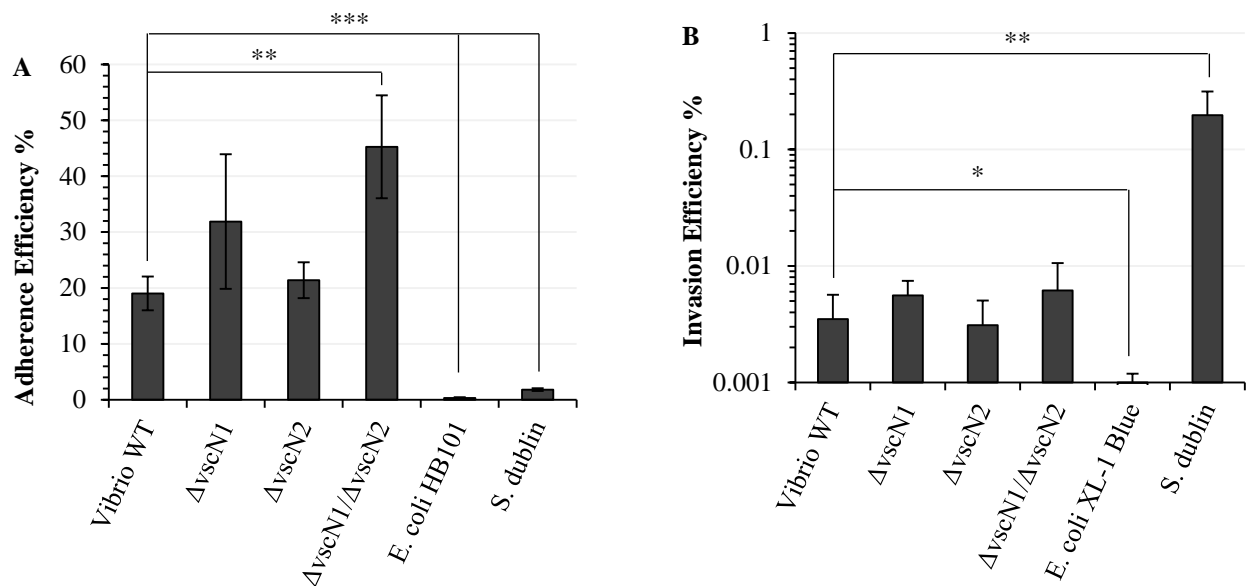 A
***
**
Adherence Efficiency %
60
50
40
30
20
10
0
Vibrio WT
ΔvscN1
ΔvscN2
ΔvscN1/ΔvscN2
E. coli HB101
S. dublin
B
**
*
Invasion Efficiency %
1
0.1
0.01
0.001
Vibrio WT
ΔvscN1
ΔvscN2
ΔvscN1/ΔvscN2
E. coli XL-1 Blue
S. dublin